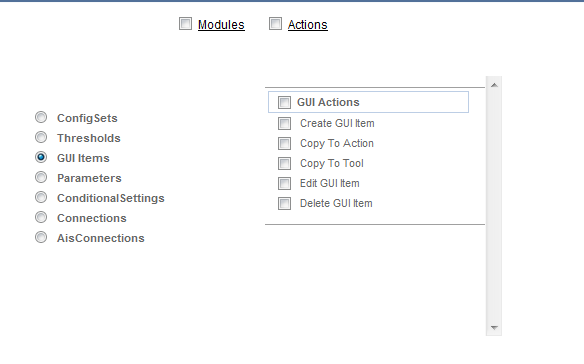 Modules Actions
ConfigSets
Thresholds
GUI Items
Parameters
ConditionalSettings
Connections
AisConnections
GUI Actions
Create GUI Item
Copy To Action
Copy To Tool
Edit GUI Item
Delete GUI Item